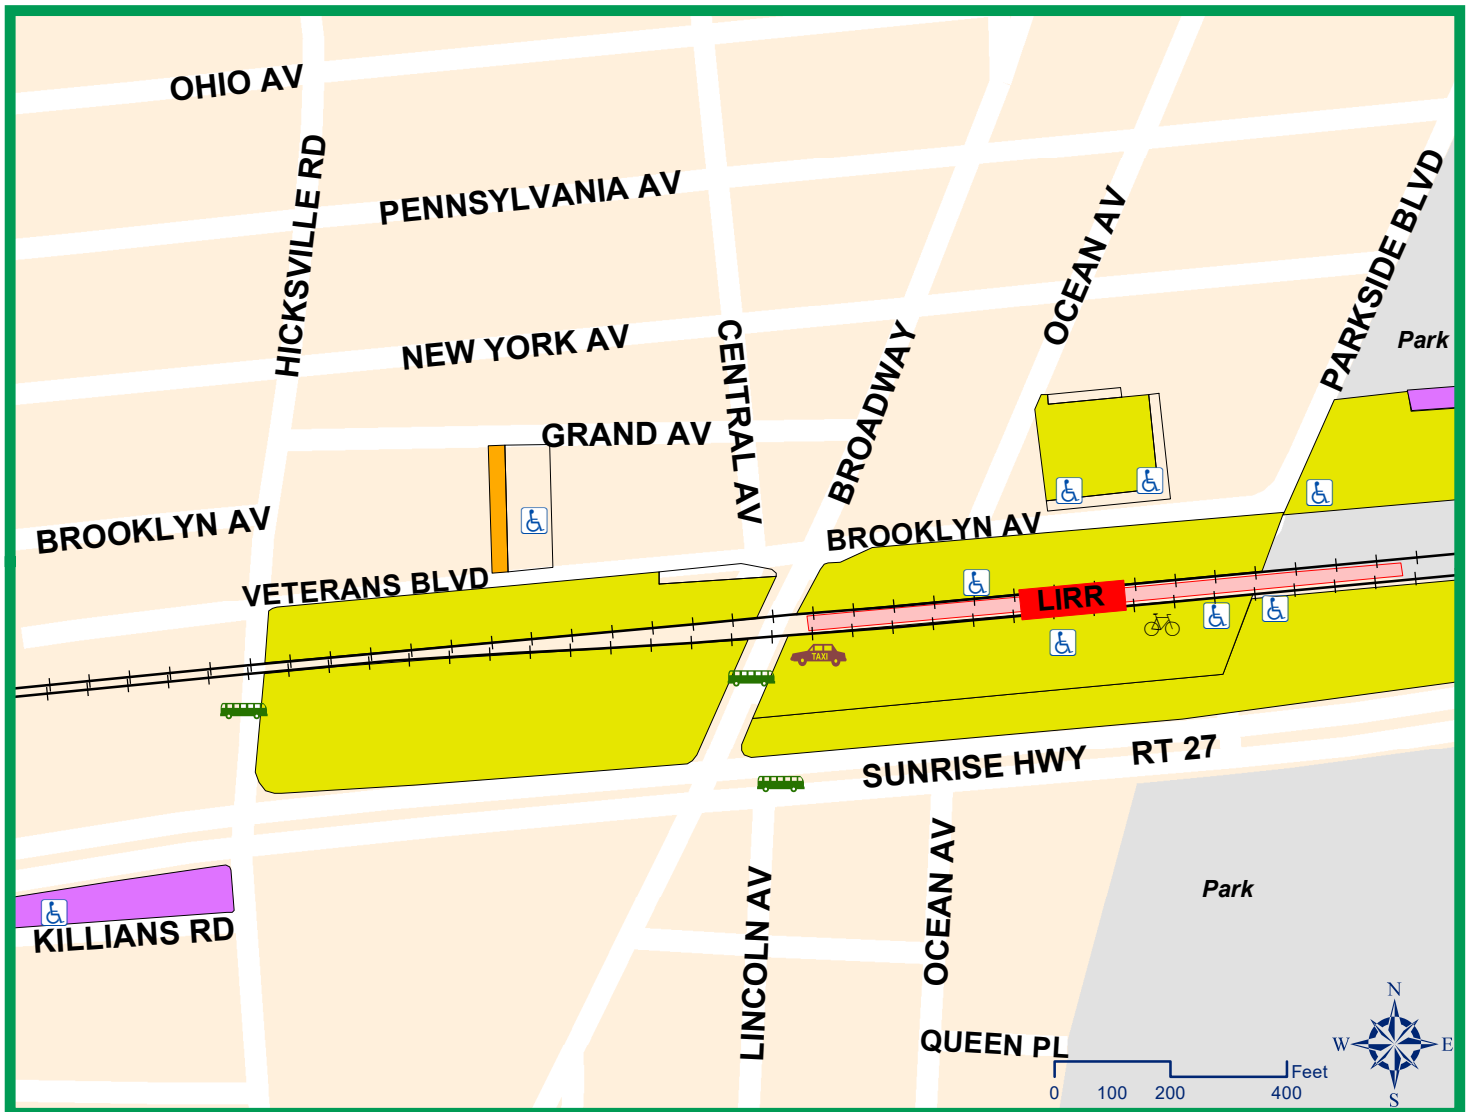 OHIO AV
HICKSVILLE RD
PENNSYLVANIA AV
OCEAN AV
PARKSIDE BLVD
NEW YORK AV
CENTRAL AV
BROADWAY
Park
GRAND AV
BROOKLYN AV
BROOKLYN AV
VETERANS BLVD
LIRR
TAXI
SUNRISE HWY RT 27
KILLIANS RD
LINCOLN AV
OCEAN AV
Park
QUEEN PL
N
W E
S
Feet
0 100 200 400